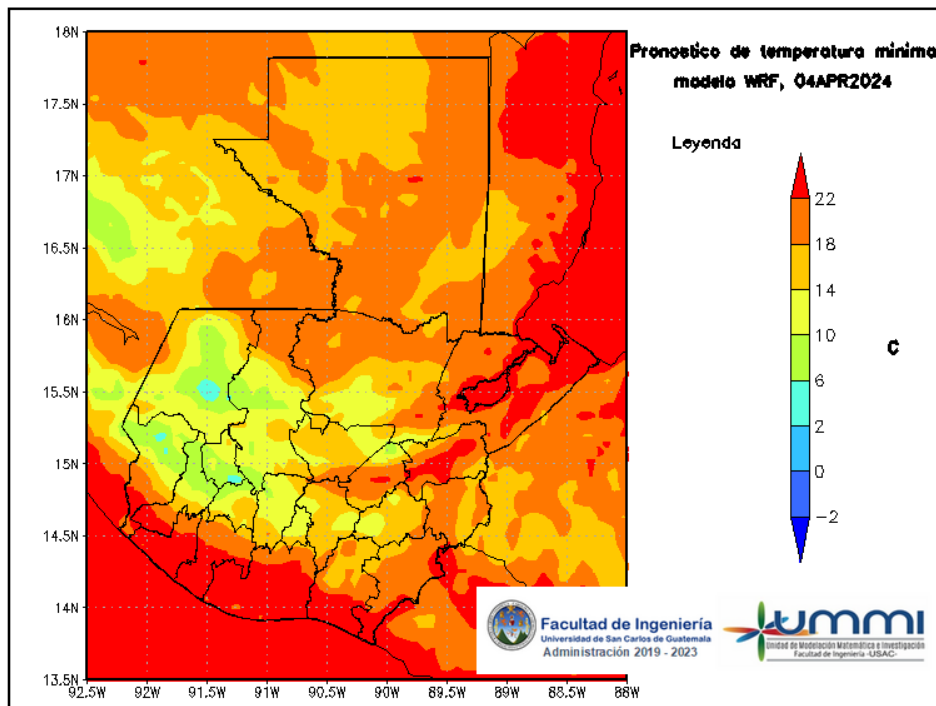 Pronostico de temperatura minima
modelo WRF, 04APR2024
Leyenda
22
18
14
10
6
2
0
-2
C
18N
17.5N
17N
16.5N
16N
15.5N
15N
14.5N
14N
13.5N
92.5W 92W 91.5W 91W 90.5W 90W 89.5W 89W 88.5W 88W
Facultad de Ingeniería
Universidad de San Carlos de Guatemala
Administración 2019 - 2023
ummi
Unidad de Modelación Matemática e Investigación
Facultad de Ingeniería -USAC-